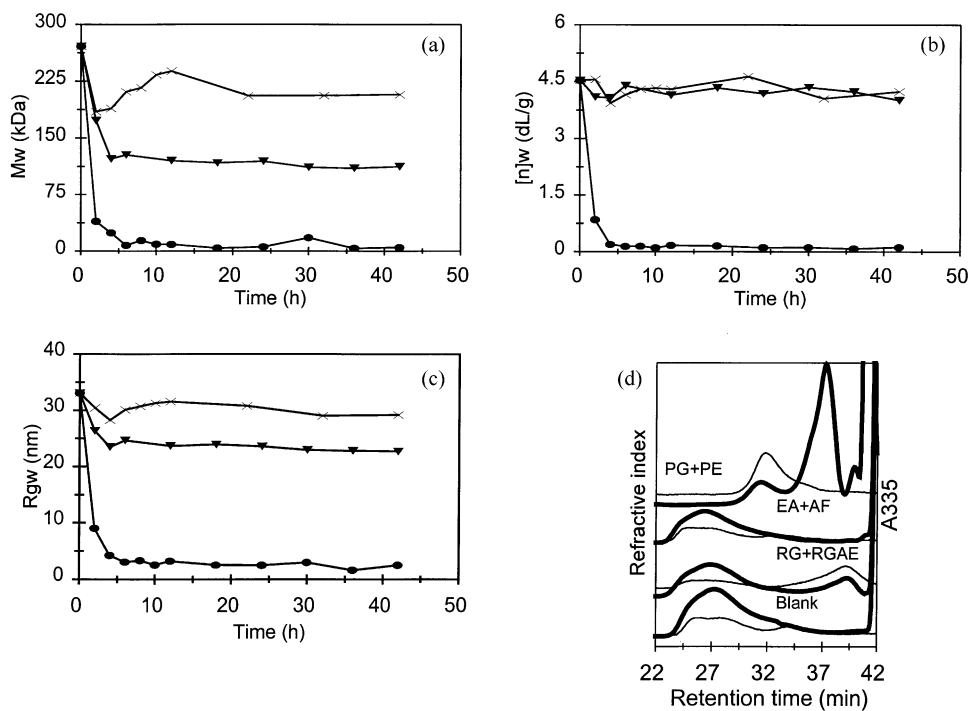 300
225
150
75
0
Mw (kDa)
(a)
0 10 20 30 40 50
Time (h)
6
4.5
3
1.5
0
[n]w (dL/g)
(b)
0 10 20 30 40 50
Time (h)
40
30
20
10
0
Rgw (nm)
(c)
0 10 20 30 40 50
Time (h)
(d)
Refractive index
A335
PG+PE
EA+AF
RG+RGAE
Blank
22 27 32 37 42
Retention time (min)